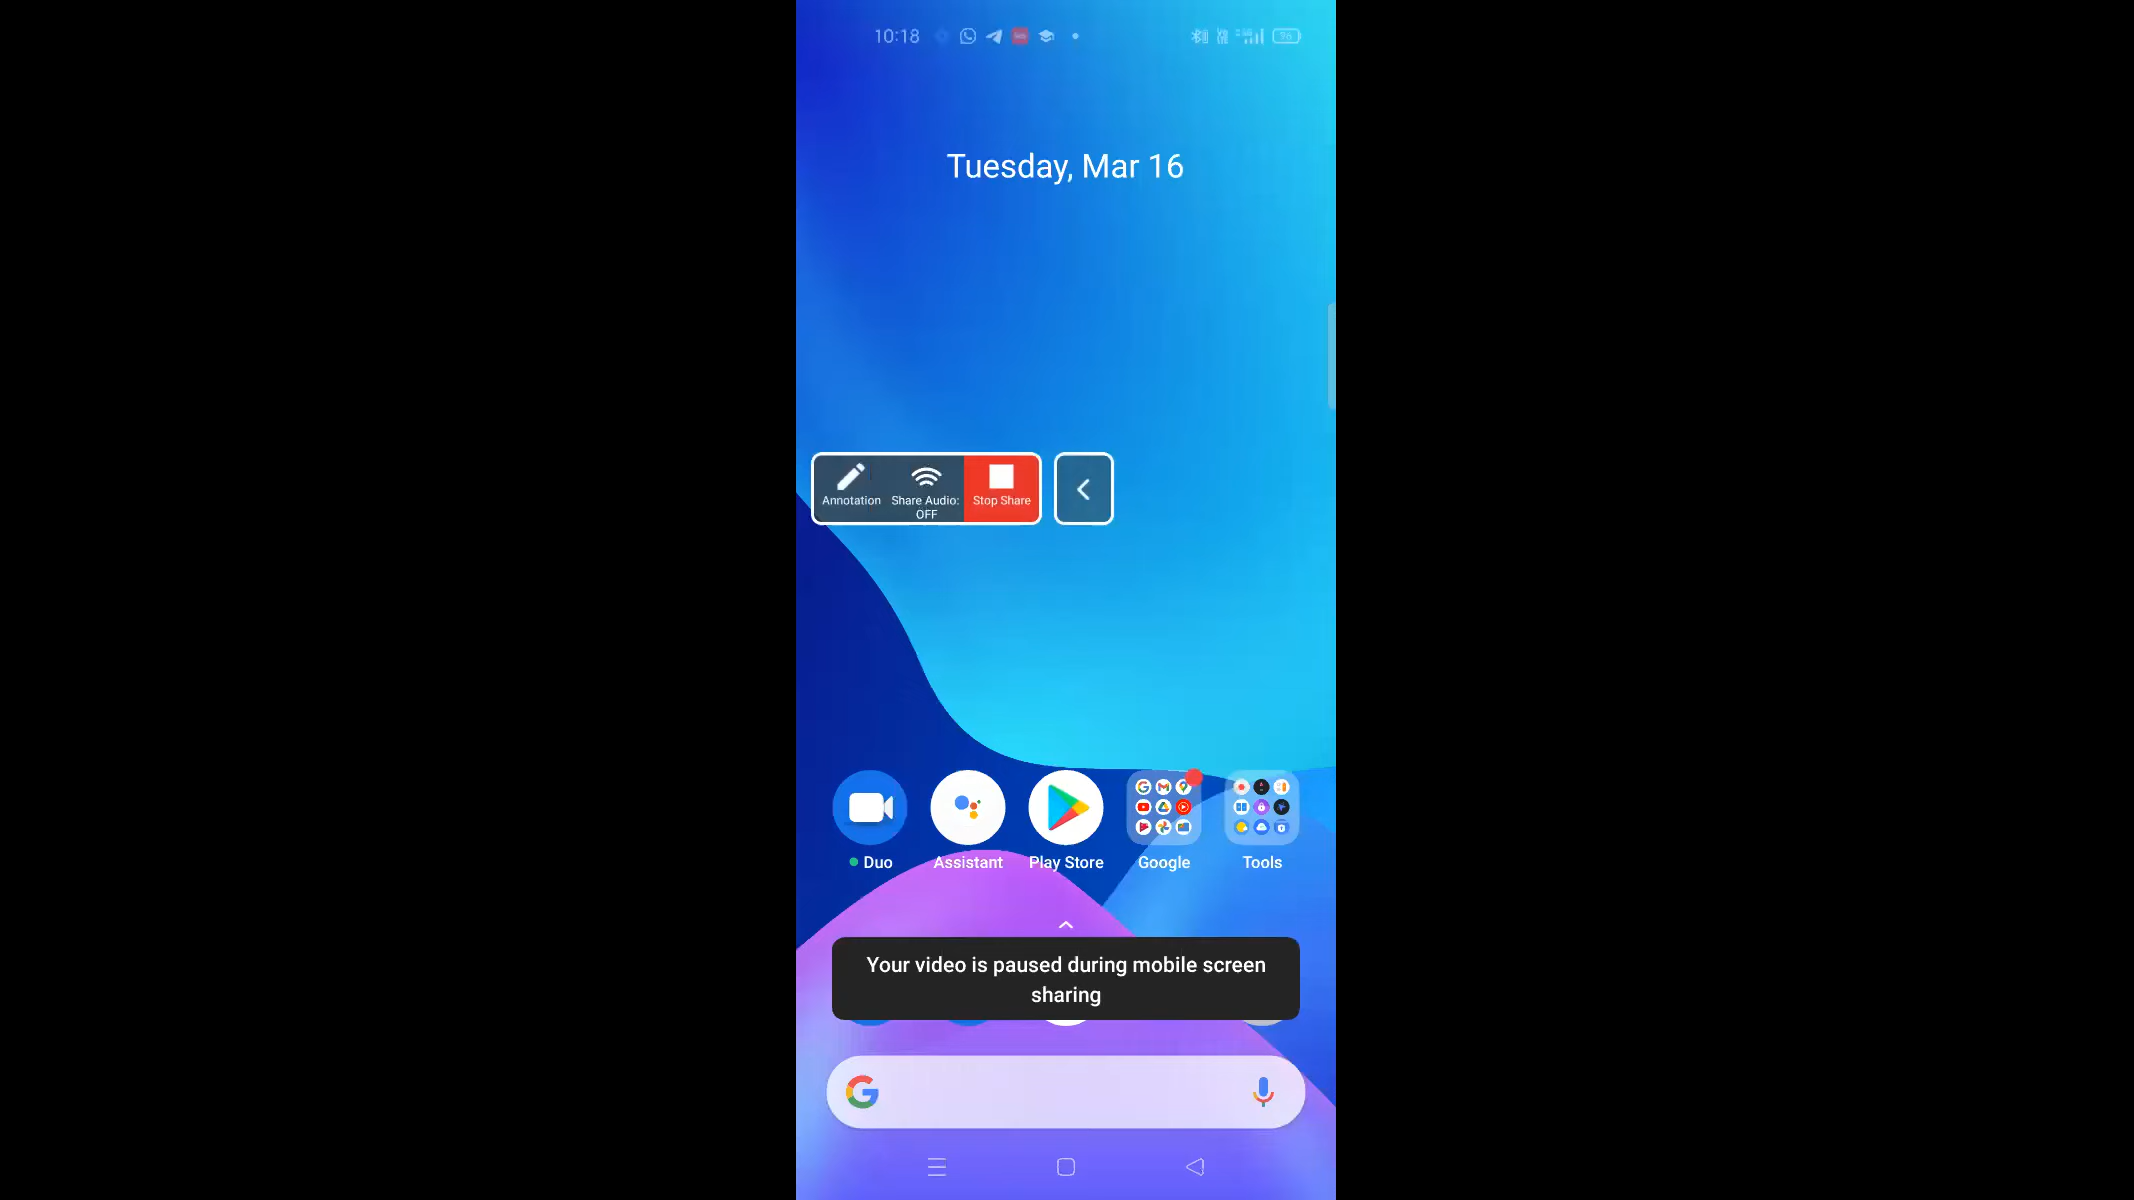 10:18
96
Tuesday, Mar 16
Annotation
Share Audio:
OFF
Stop Share
Duo
Assistant
Play Store
Google
Tools
Your video is paused during mobile screen
sharing